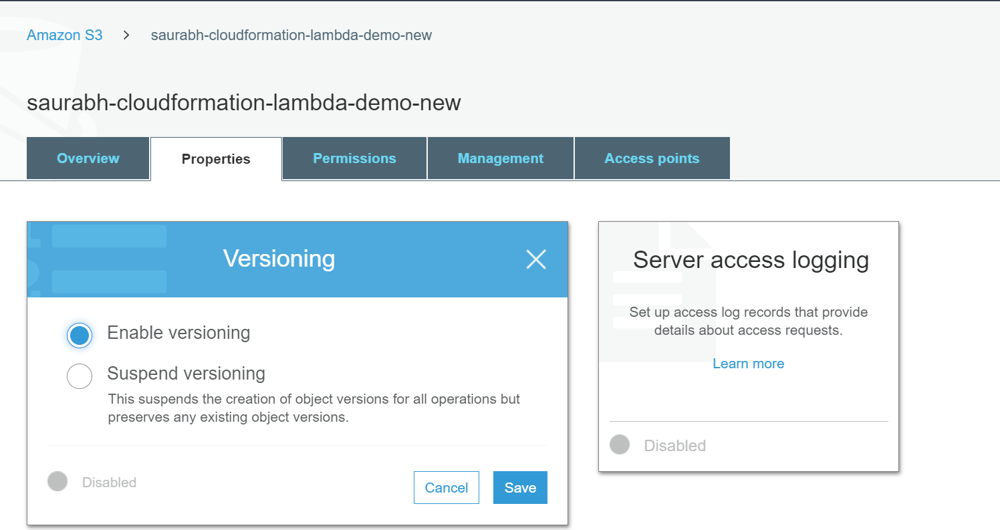 Amazon S3 > saurabh-cloudformation-lambda-demo-new
saurabh-cloudformation-lambda-demo-new
Overview Properties Permissions Management Access points
Versioning
Enable versioning
Suspend versioning
This suspends the creation of object versions for all operations but
preserves any existing object versions.
Disabled Cancel Save
Server access logging
Set up access log records that provide
details about access requests.
Learn more
Disabled